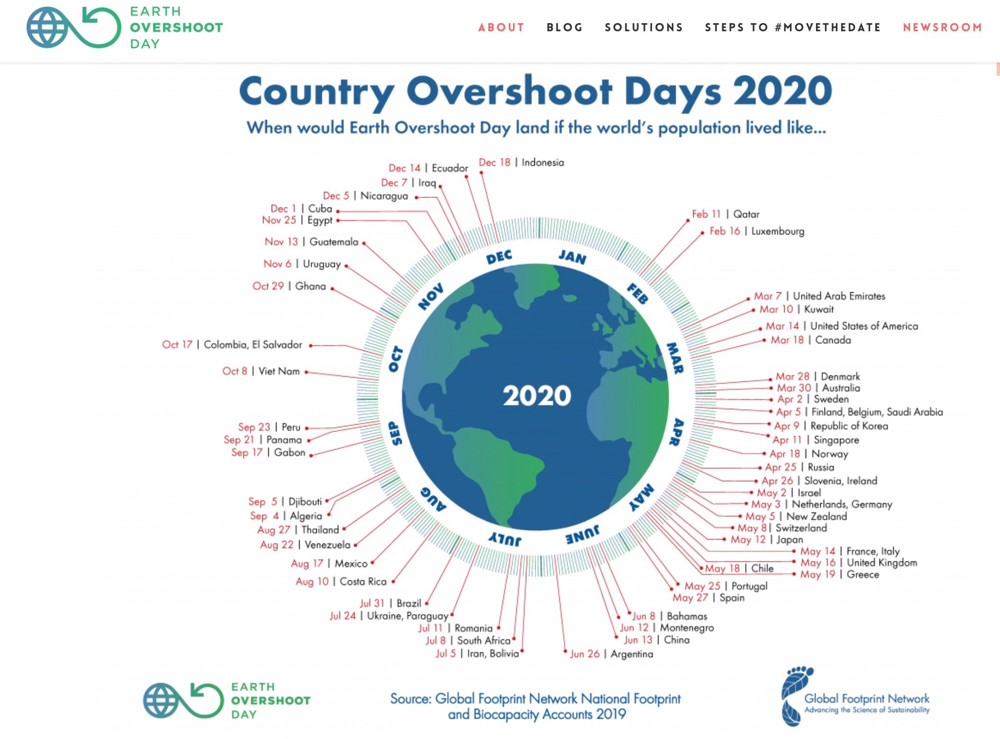 EARTH
OVERSHOOT
DAY
ABOUT BLOG SOLUTIONS STEPS TO #MOVETHEDATE NEWSROOM
Country Overshoot Days 2020
When would Earth Overshoot Day land if the world's population lived like...
Dec 18 | Indonesia
Dec 14 | Ecuador
Dec 7 | Iraq
Dec 5 | Nicaragua
Dec 1 | Cuba
Nov 25 | Egypt
Nov 13 | Guatemala
Nov 6 | Uruguay
Oct 29 | Ghana
Oct 17 | Colombia, El Salvador
Oct 8 | Viet Nam
Sep 23 | Peru
Sep 21 | Panama
Sep 17 | Gabon
Sep 5 | Djibouti
Sep 4 | Algeria
Aug 27 | Thailand
Aug 22 | Venezuela
Aug 17 | Mexico
Aug 10 | Costa Rica
Jul 31 | Brazil
Jul 24 | Ukraine, Paraguay
Jul 11 | Romania
Jul 8 | South Africa
Jul 5 | Iran, Bolivia
JAN
FEB
MAR
APR
MAY
JUNE
JULY
AUG
SEP
OCT
NOV
DEC
2020
Feb 11 | Qatar
Feb 16 | Luxembourg
Mar 7 | United Arab Emirates
Mar 10 | Kuwait
Mar 14 | United States of America
Mar 18 | Canada
Mar 28 | Denmark
Mar 30 | Australia
Apr 2 | Sweden
Apr 5 | Finland, Belgium, Saudi Arabia
Apr 9 | Republic of Korea
Apr 11 | Singapore
Apr 18 | Norway
Apr 25 | Russia
Apr 26 | Slovenia, Ireland
May 2 | Israel
May 3 | Netherlands, Germany
May 5 | New Zealand
May 8| Switzerland
May 12 | Japan
May 14 | France, Italy
May 16 | United Kingdom
May 18 | Chile
May 19 | Greece
May 25 | Portugal
May 27 | Spain
Jun 8 | Bahamas
Jun 12 | Montenegro
Jun 13 | China
Jun 26 | Argentina
EARTH
OVERSHOOT
DAY
Source: Global Footprint Network National Footprint
and Biocapacity Accounts 2019
Global Footprint Network
Advancing the Science of Sustainability